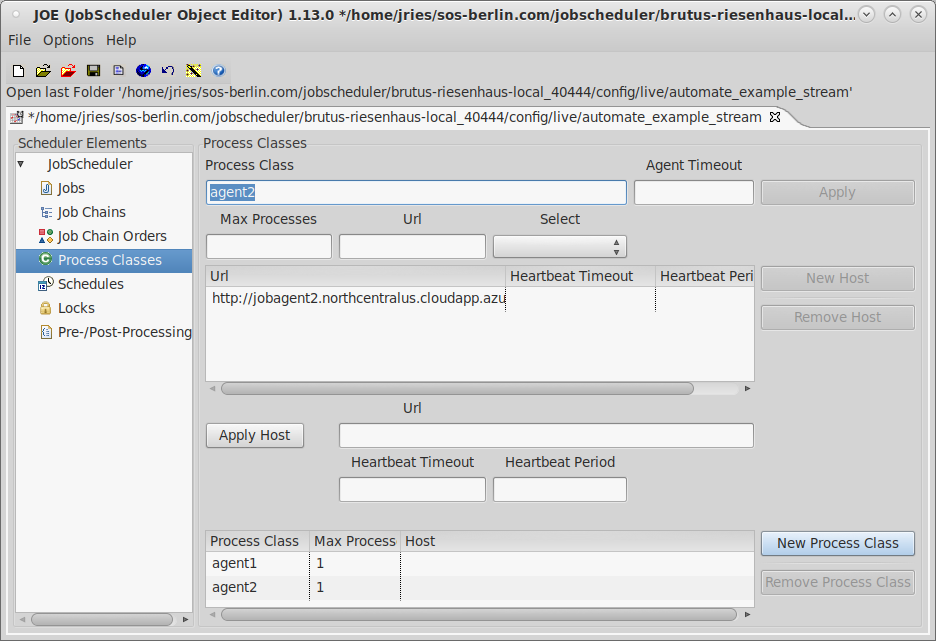 JOE (JobScheduler Object Editor) 1.13.0 */home/jries/sos-berlin.com/jobscheduler/brutus-riesenhaus-local...
File Options Help
Open last Folder '/home/jries/sos-berlin.com/jobscheduler/brutus-riesenhaus-local_40444/config/live/automate_example_stream'
*/home/jries/sos-berlin.com/jobscheduler/brutus-riesenhaus-local_40444/config/live/automate_example_stream
Scheduler Elements
JobScheduler
Jobs
Job Chains
Job Chain Orders
Process Classes
Schedules
Locks
Pre-/Post-Processing
Process Classes
Process Class Agent Timeout
agent2 Apply
Max Processes Url Select
Url Heartbeat Timeout Heartbeat Peri New Host
http://jobagent2.northcentralus.cloudapp.azu
Remove Host
Url
Apply Host
Heartbeat Timeout Heartbeat Period
Process Class Max Process Host New Process Class
agent1 1
agent2 1 Remove Process Class